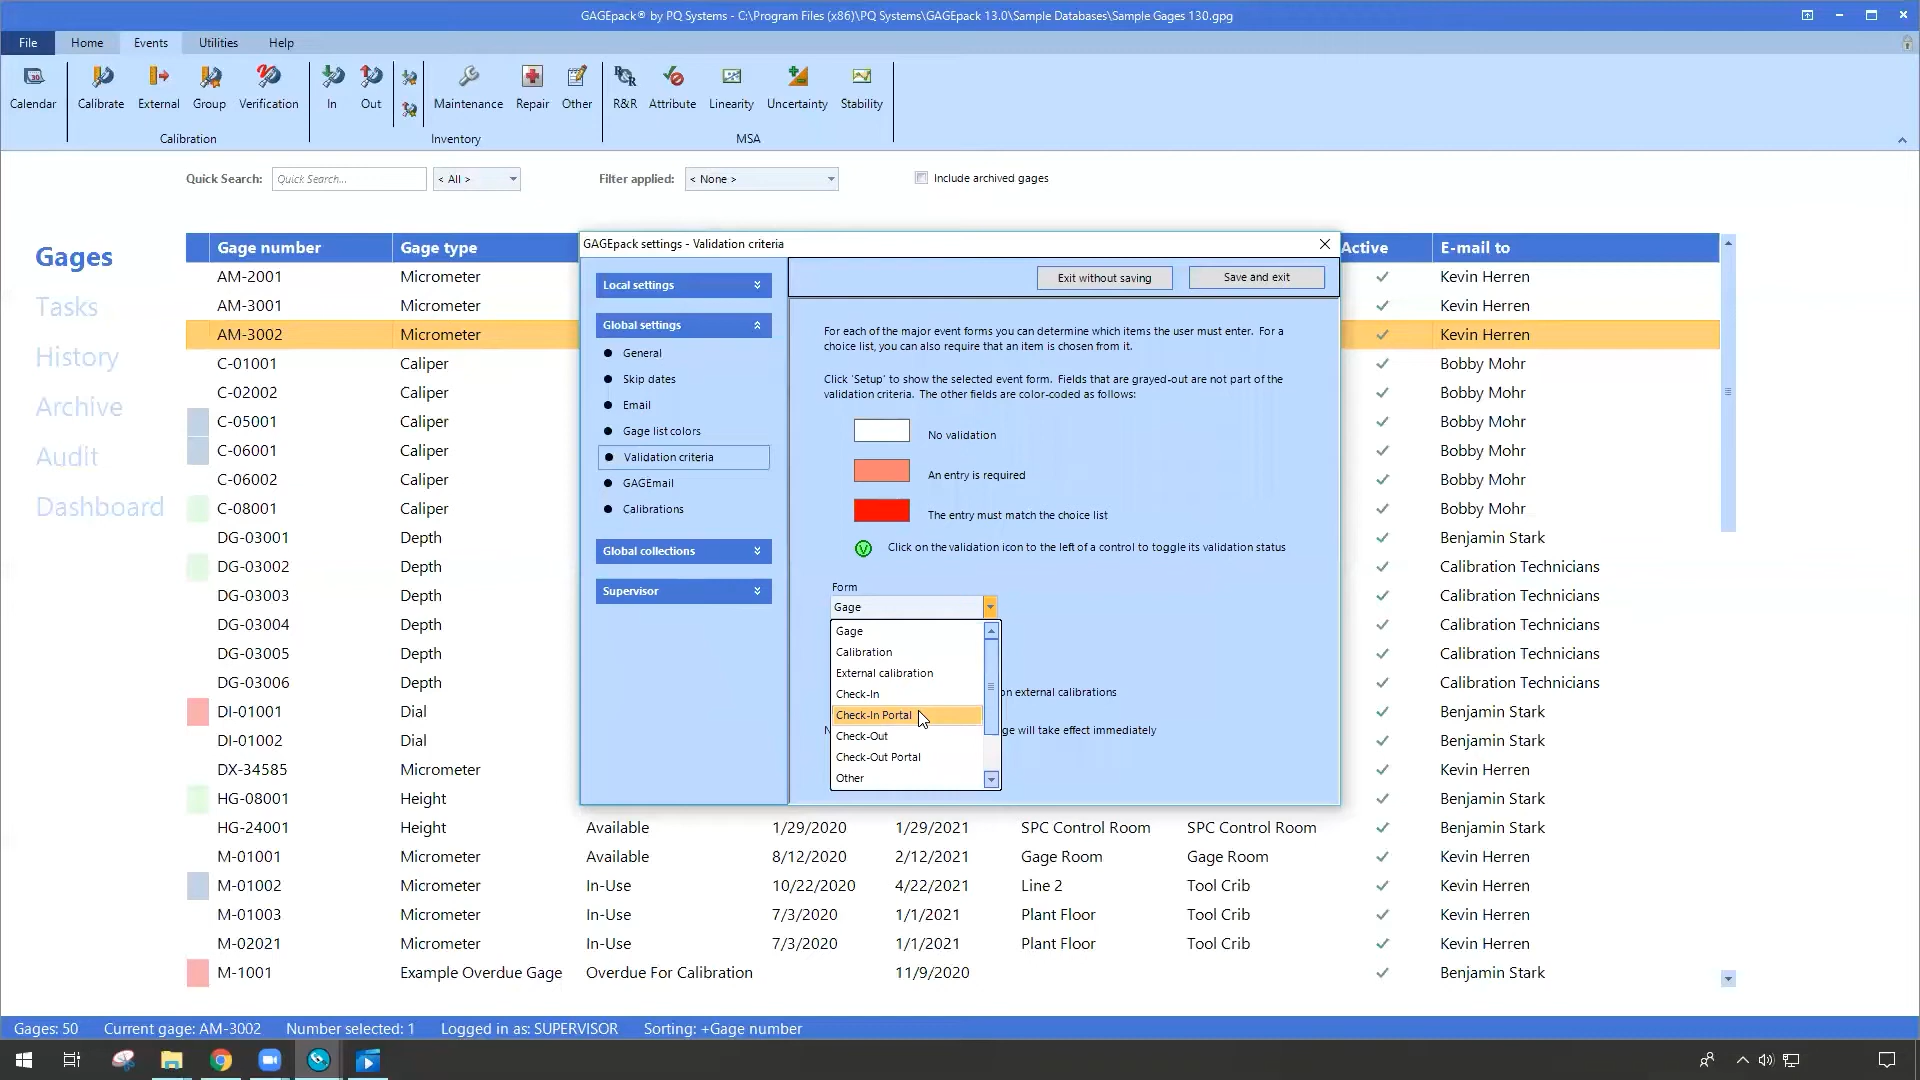 GAGEpack® by PQ Systems - C:\Program Files (x86)\PQ Systems\GAGEpack 13.0\Sample Databases\Sample Gages 130.gpg
File Home Events Utilities Help
Calendar Calibrate External Group Verification In Out Maintenance Repair Other R&R Attribute Linearity Uncertainty Stability
Calibration Inventory MSA
Quick Search: Quick Search... < All > Filter applied: < None > Include archived gages
Gages
Tasks
History
Archive
Audit
Dashboard
Gage number Gage type Active E-mail to
AM-2001 Micrometer Kevin Herren
AM-3001 Micrometer Kevin Herren
AM-3002 Micrometer Kevin Herren
C-01001 Caliper Bobby Mohr
C-02002 Caliper Bobby Mohr
C-05001 Caliper Bobby Mohr
C-06001 Caliper Bobby Mohr
C-06002 Caliper Bobby Mohr
C-08001 Caliper Bobby Mohr
DG-03001 Depth Benjamin Stark
DG-03002 Depth Calibration Technicians
DG-03003 Depth Calibration Technicians
DG-03004 Depth Calibration Technicians
DG-03005 Depth Calibration Technicians
DG-03006 Depth Calibration Technicians
DI-01001 Dial Benjamin Stark
DI-01002 Dial Benjamin Stark
DX-34585 Micrometer Kevin Herren
HG-08001 Height Benjamin Stark
HG-24001 Height Available 1/29/2020 1/29/2021 SPC Control Room SPC Control Room Benjamin Stark
M-01001 Micrometer Available 8/12/2020 2/12/2021 Gage Room Gage Room Kevin Herren
M-01002 Micrometer In-Use 10/22/2020 4/22/2021 Line 2 Tool Crib Kevin Herren
M-01003 Micrometer In-Use 7/3/2020 1/1/2021 Plant Floor Tool Crib Kevin Herren
M-02021 Micrometer In-Use 7/3/2020 1/1/2021 Plant Floor Tool Crib Kevin Herren
M-1001 Example Overdue Gage Overdue For Calibration 11/9/2020 Benjamin Stark
GAGEpack settings - Validation criteria
Local settings
Global settings
General
Skip dates
Email
Gage list colors
Validation criteria
GAGEmail
Calibrations
Global collections
Supervisor
Exit without saving Save and exit
For each of the major event forms you can determine which items the user must enter. For a
choice list, you can also require that an item is chosen from it.
Click 'Setup' to show the selected event form. Fields that are grayed-out are not part of the
validation criteria. The other fields are color-coded as follows:
No validation
An entry is required
The entry must match the choice list
V Click on the validation icon to the left of a control to toggle its validation status
Form
Gage
Gage
Calibration
External calibration
Check-In
Check-In Portal
Check-Out
Check-Out Portal
Other
on external calibrations
ge will take effect immediately
Gages: 50 Current gage: AM-3002 Number selected: 1 Logged in as: SUPERVISOR Sorting: +Gage number